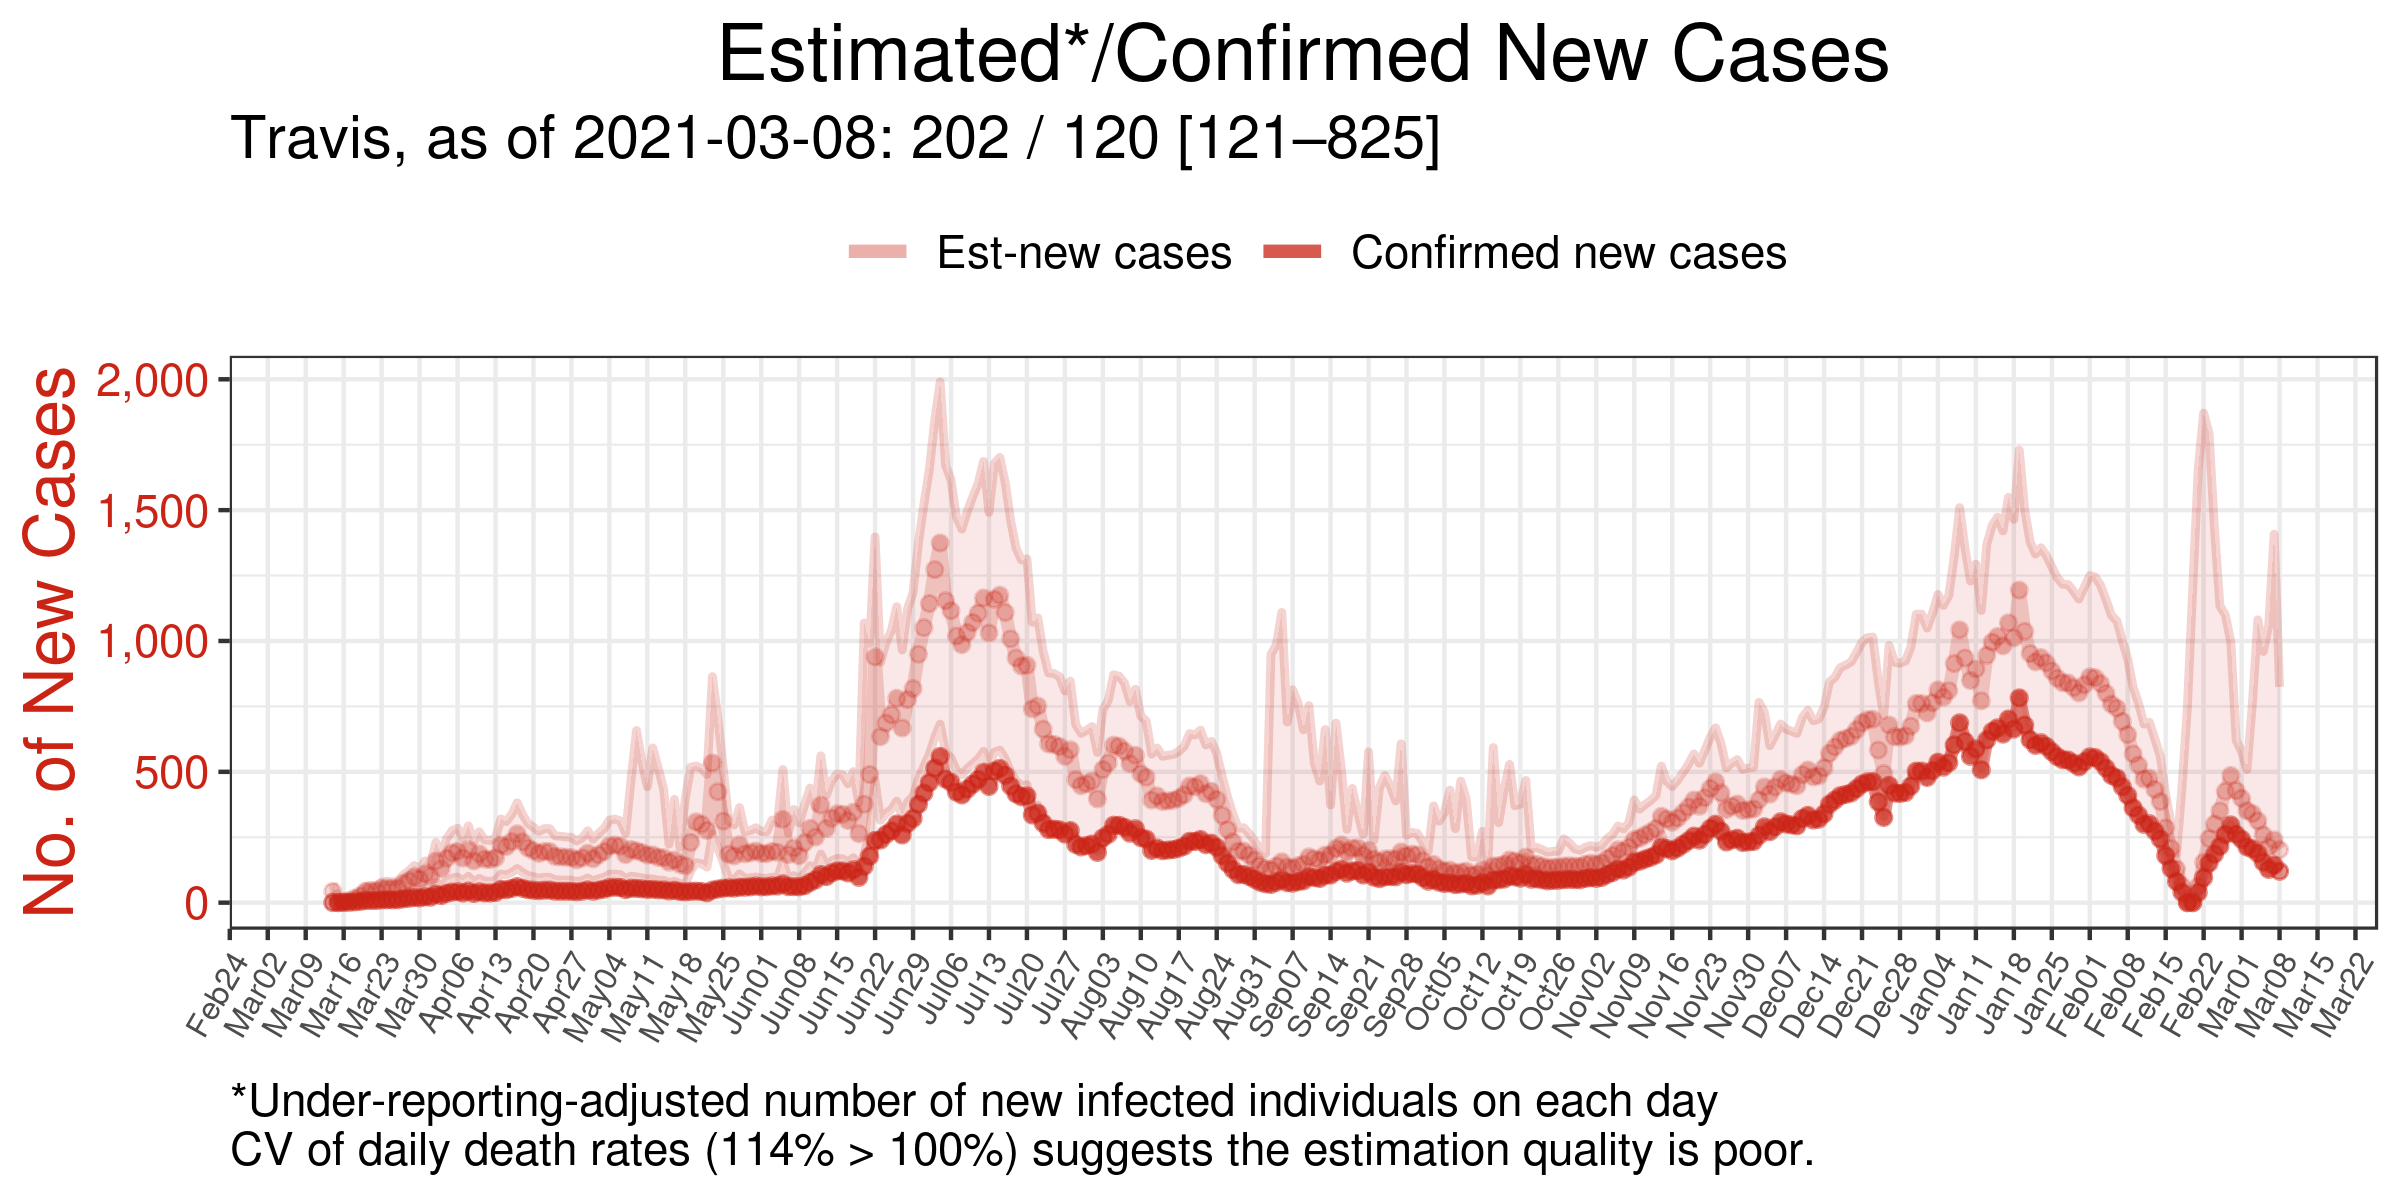 Estimated*/Confirmed New Cases
Travis, as of 2021-03-08: 202 / 120 [121–825]
Est-new cases
Confirmed new cases
No. of New Cases
2,000
1,500
1,000
500
0
Feb24
Mar02
Mar09
Mar16
Mar23
Mar30
Apr06
Apr13
Apr20
Apr27
May04
May11
May18
May25
Jun01
Jun08
Jun15
Jun22
Jun29
Jul06
Jul13
Jul20
Jul27
Aug03
Aug10
Aug17
Aug24
Aug31
Sep07
Sep14
Sep21
Sep28
Oct05
Oct12
Oct19
Oct26
Nov02
Nov09
Nov16
Nov23
Nov30
Dec07
Dec14
Dec21
Dec28
Jan04
Jan11
Jan18
Jan25
Feb01
Feb08
Feb15
Feb22
Mar01
Mar08
Mar15
Mar22
*Under-reporting-adjusted number of new infected individuals on each day
CV of daily death rates (114% > 100%) suggests the estimation quality is poor.